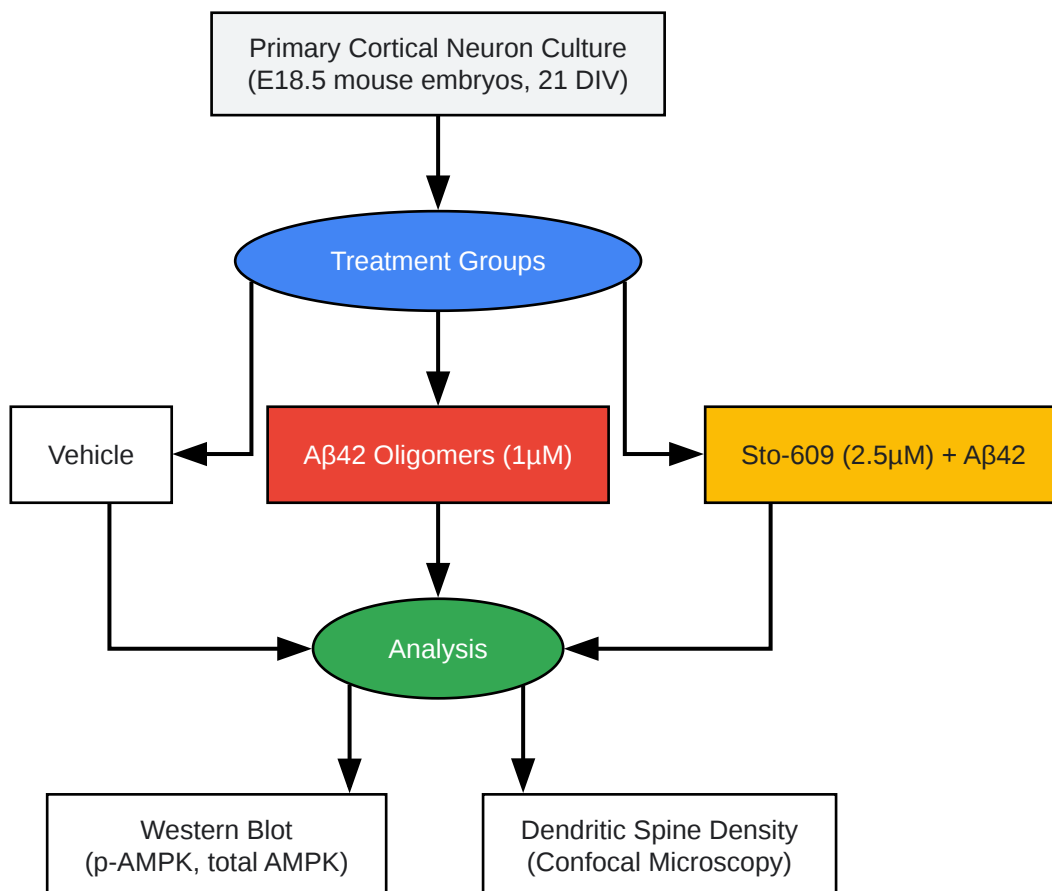 Primary Cortical Neuron Culture
(E18.5 mouse embryos, 21 DIV)
Treatment Groups
Vehicle
Aβ42 Oligomers (1µM)
Sto-609 (2.5µM) + Aβ42
Analysis
Western Blot
(p-AMPK, total AMPK)
Dendritic Spine Density
(Confocal Microscopy)